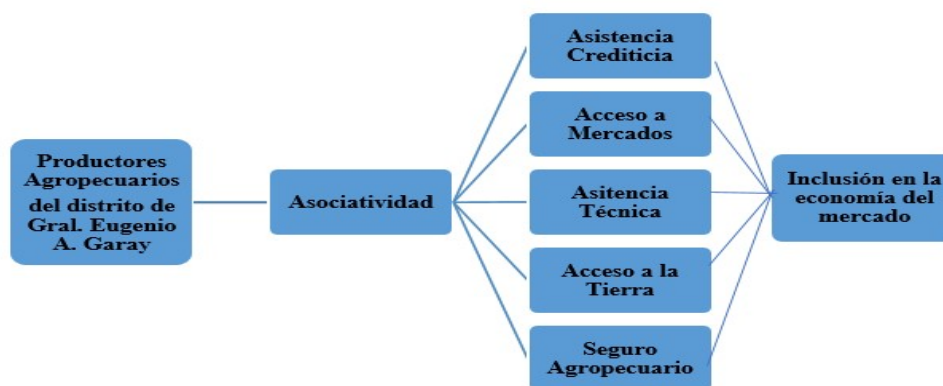 Productores
Agropecuarios
del distrito de
Gral. Eugenio
A. Garay
Asociatividad
Asistencia
Crediticia
Acceso a
Mercados
Asitencia
Técnica
Acceso a la
Tierra
Seguro
Agropecuario
Inclusión en la
economía del
mercado